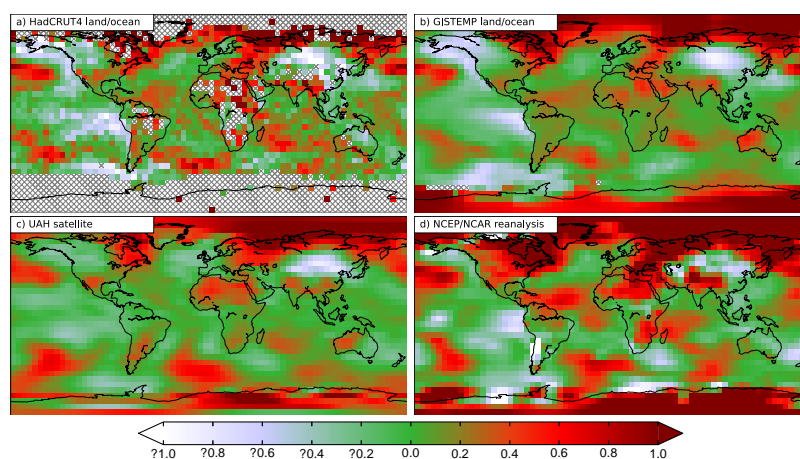 a) HadCRUT4 land/ocean
b) GISTEMP land/ocean
c) UAH satellite
d) NCEP/NCAR reanalysis
?1.0 ?0.8 ?0.6 ?0.4 ?0.2 0.0 0.2 0.4 0.6 0.8 1.0